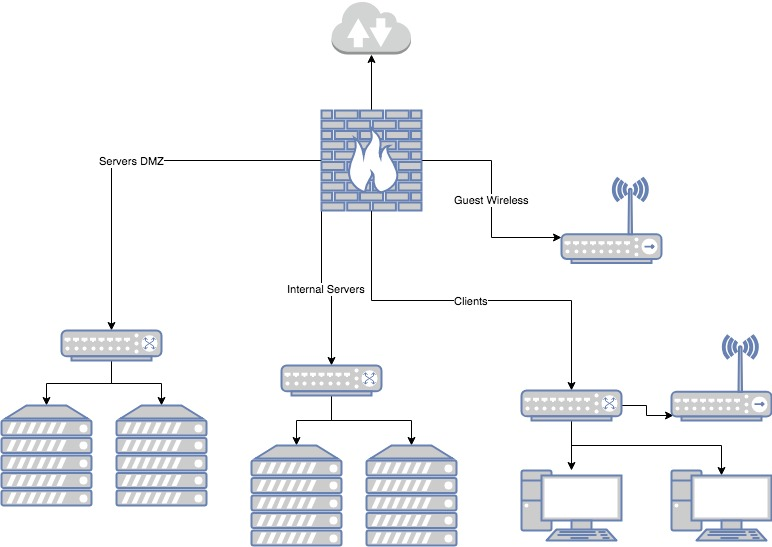 Servers DMZ
Guest Wireless
Internal Servers
Clients